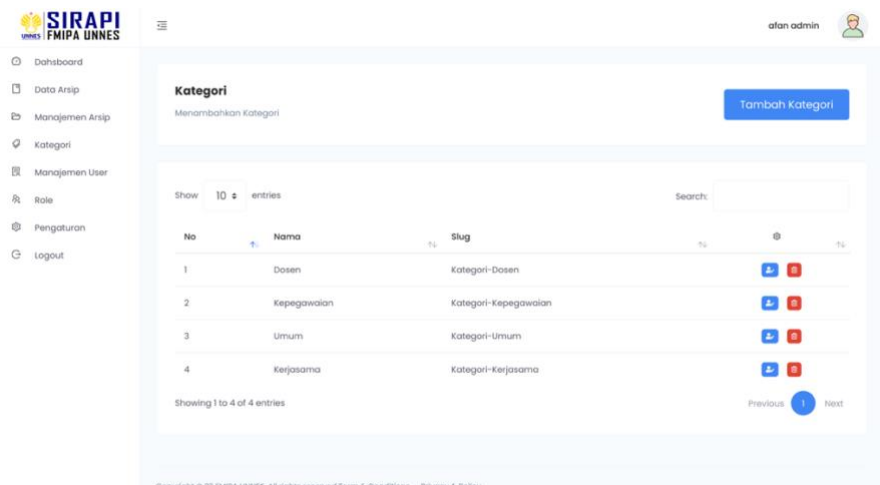 SIRAPI
UNNES FMIPA UNNES
afan admin
Dahsboard
Data Arsip
Manajemen Arsip
Kategori
Manajemen User
Role
Pengaturan
Logout
Kategori
Menambahkan Kategori
Tambah Kategori
Show 10 entries
Search:
No Nama Slug
1 Dosen Kategori-Dosen
2 Kepegawaian Kategori-Kepegawaian
3 Umum Kategori-Umum
4 Kerjasama Kategori-Kerjasama
Showing 1 to 4 of 4 entries
Previous 1 Next